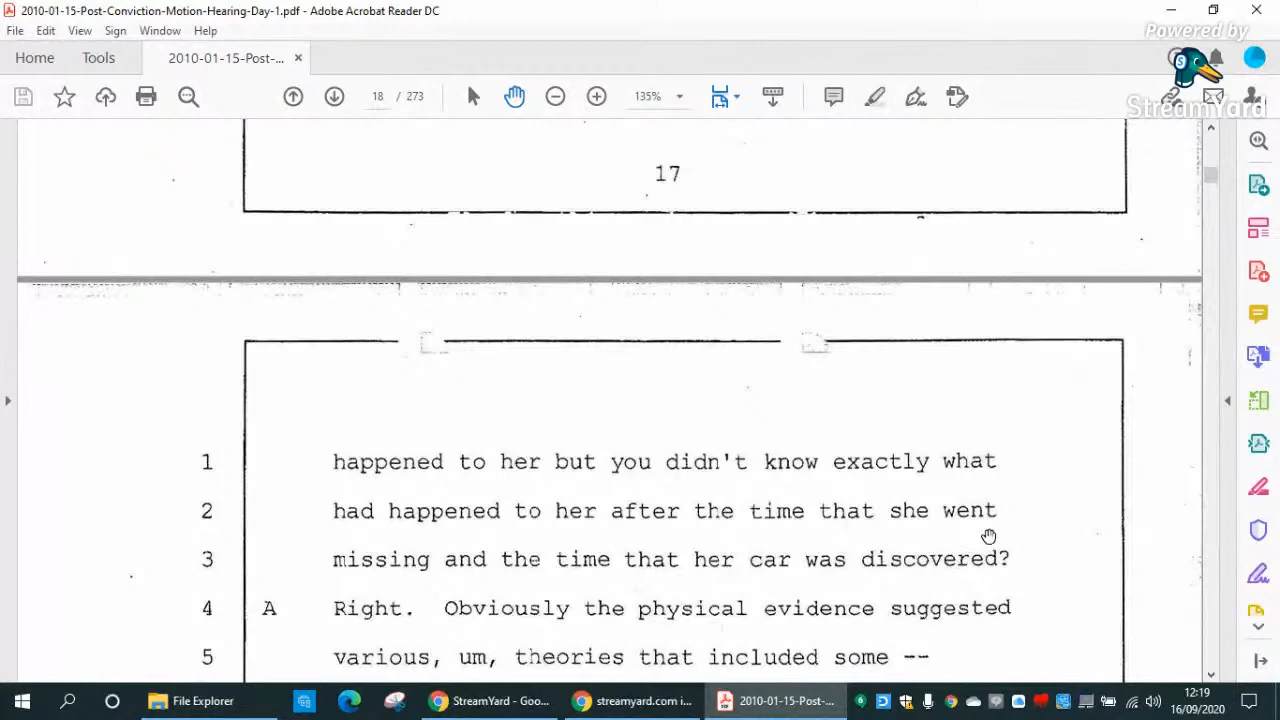 2010-01-15-Post-Conviction-Motion-Hearing-Day-1.pdf - Adobe Acrobat Reader DC
Powered by
File Edit View Sign Window Help
Home Tools 2010-01-15-Post-...
StreamYard
18 / 273 135%
17
1 happened to her but you didn't know exactly what
2 had happened to her after the time that she went
3 missing and the time that her car was discovered?
4 A Right. Obviously the physical evidence suggested
5 various, um, theories that included some --
File Explorer StreamYard - Goo... streamyard.com i... 2010-01-15-Post-...
12:19
16/09/2020